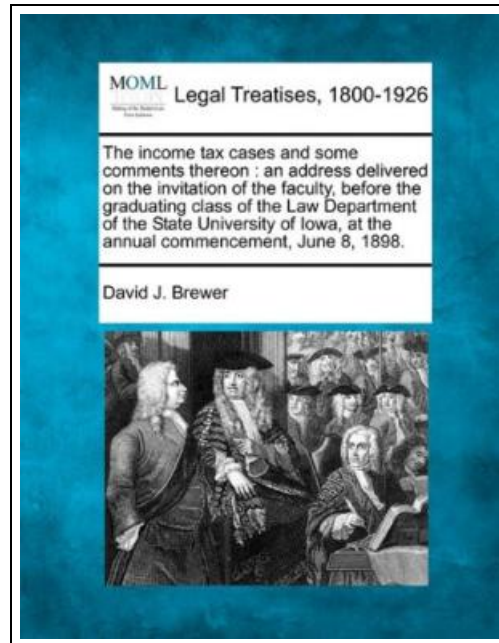 MOML
Legal Treatises, 1800-1926
The income tax cases and some
comments thereon : an address delivered
on the invitation of the faculty, before the
graduating class of the Law Department
of the State University of Iowa, at the
annual commencement, June 8, 1898.
David J. Brewer